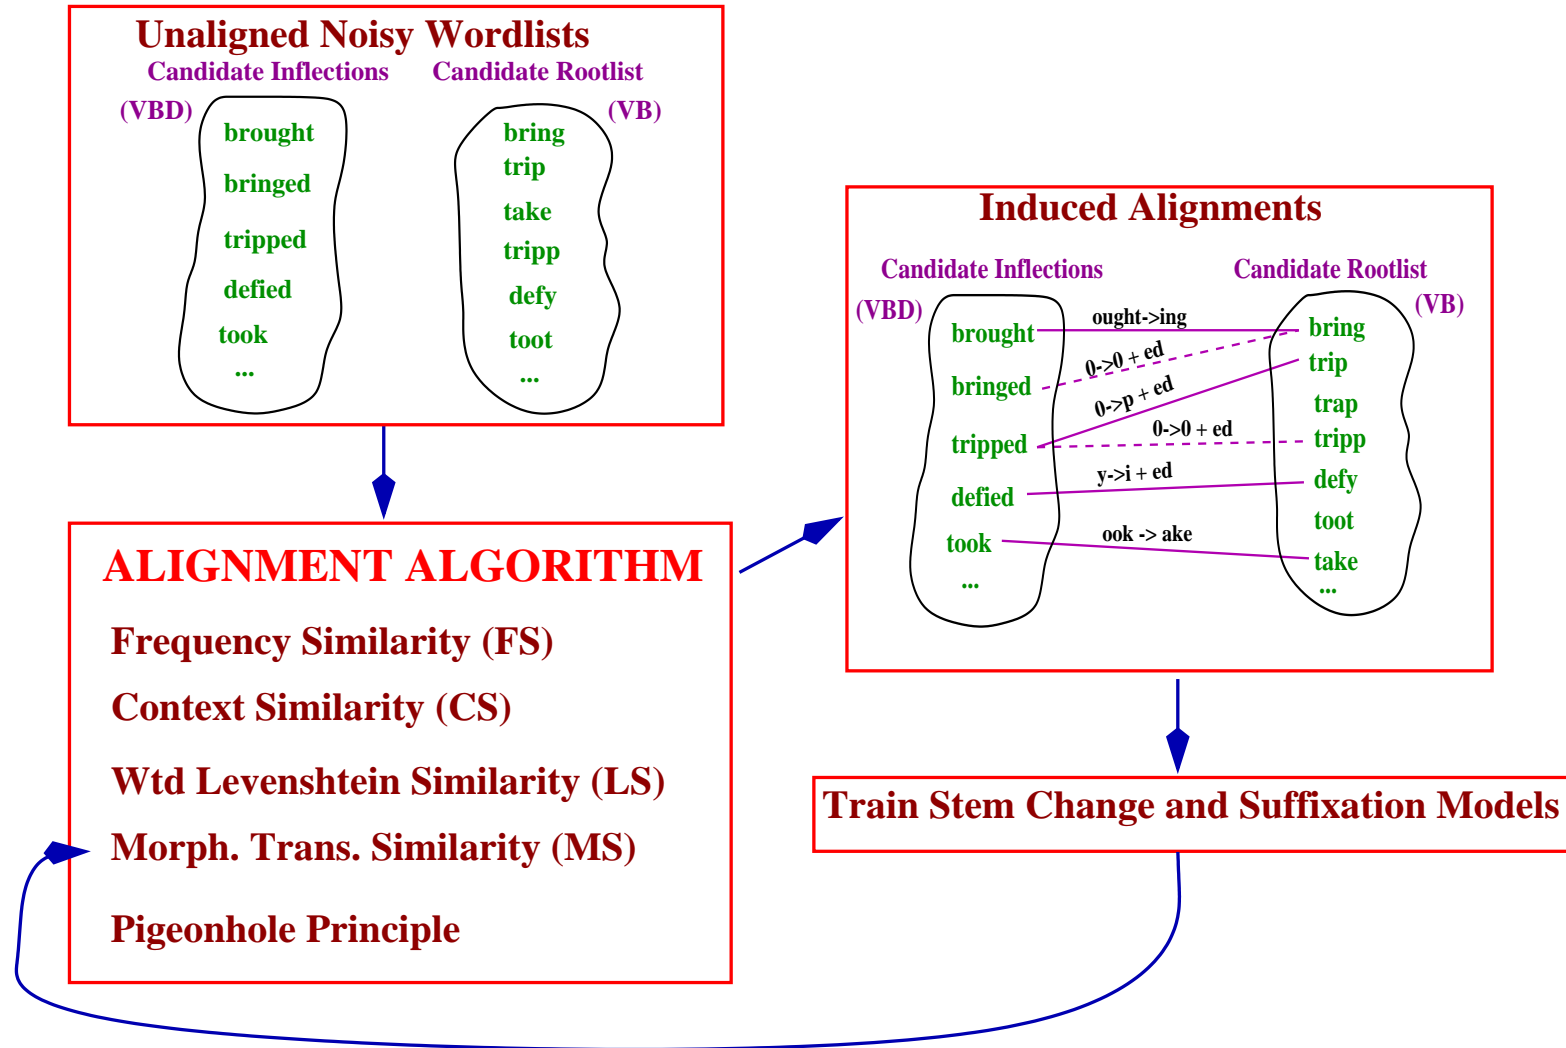 Unaligned Noisy Wordlists
Candidate Inflections Candidate Rootlist
(VBD) (VB)
brought
bringed
tripped
defied
took
...
bring
trip
take
tripp
defy
toot
...
ALIGNMENT ALGORITHM
Frequency Similarity (FS)
Context Similarity (CS)
Wtd Levenshtein Similarity (LS)
Morph. Trans. Similarity (MS)
Pigeonhole Principle
Induced Alignments
Candidate Inflections Candidate Rootlist
(VBD) (VB)
brought
bringed
tripped
defied
took
...
ought->ing
0->0 + ed
0->p + ed
0->0 + ed
y->i + ed
ook -> ake
bring
trip
trap
tripp
defy
toot
take
...
Train Stem Change and Suffixation Models